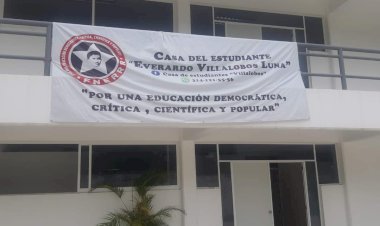 CASA DEL ESTUDIANTE
"EVERARDO VILLALOBOS LUNA"
Casa de estudiantes "Villalobos"
"POR UNA EDUCACIÓN DEMOCRÁTICA,
CRÍTICA , CIENTÍFICA Y POPULAR"